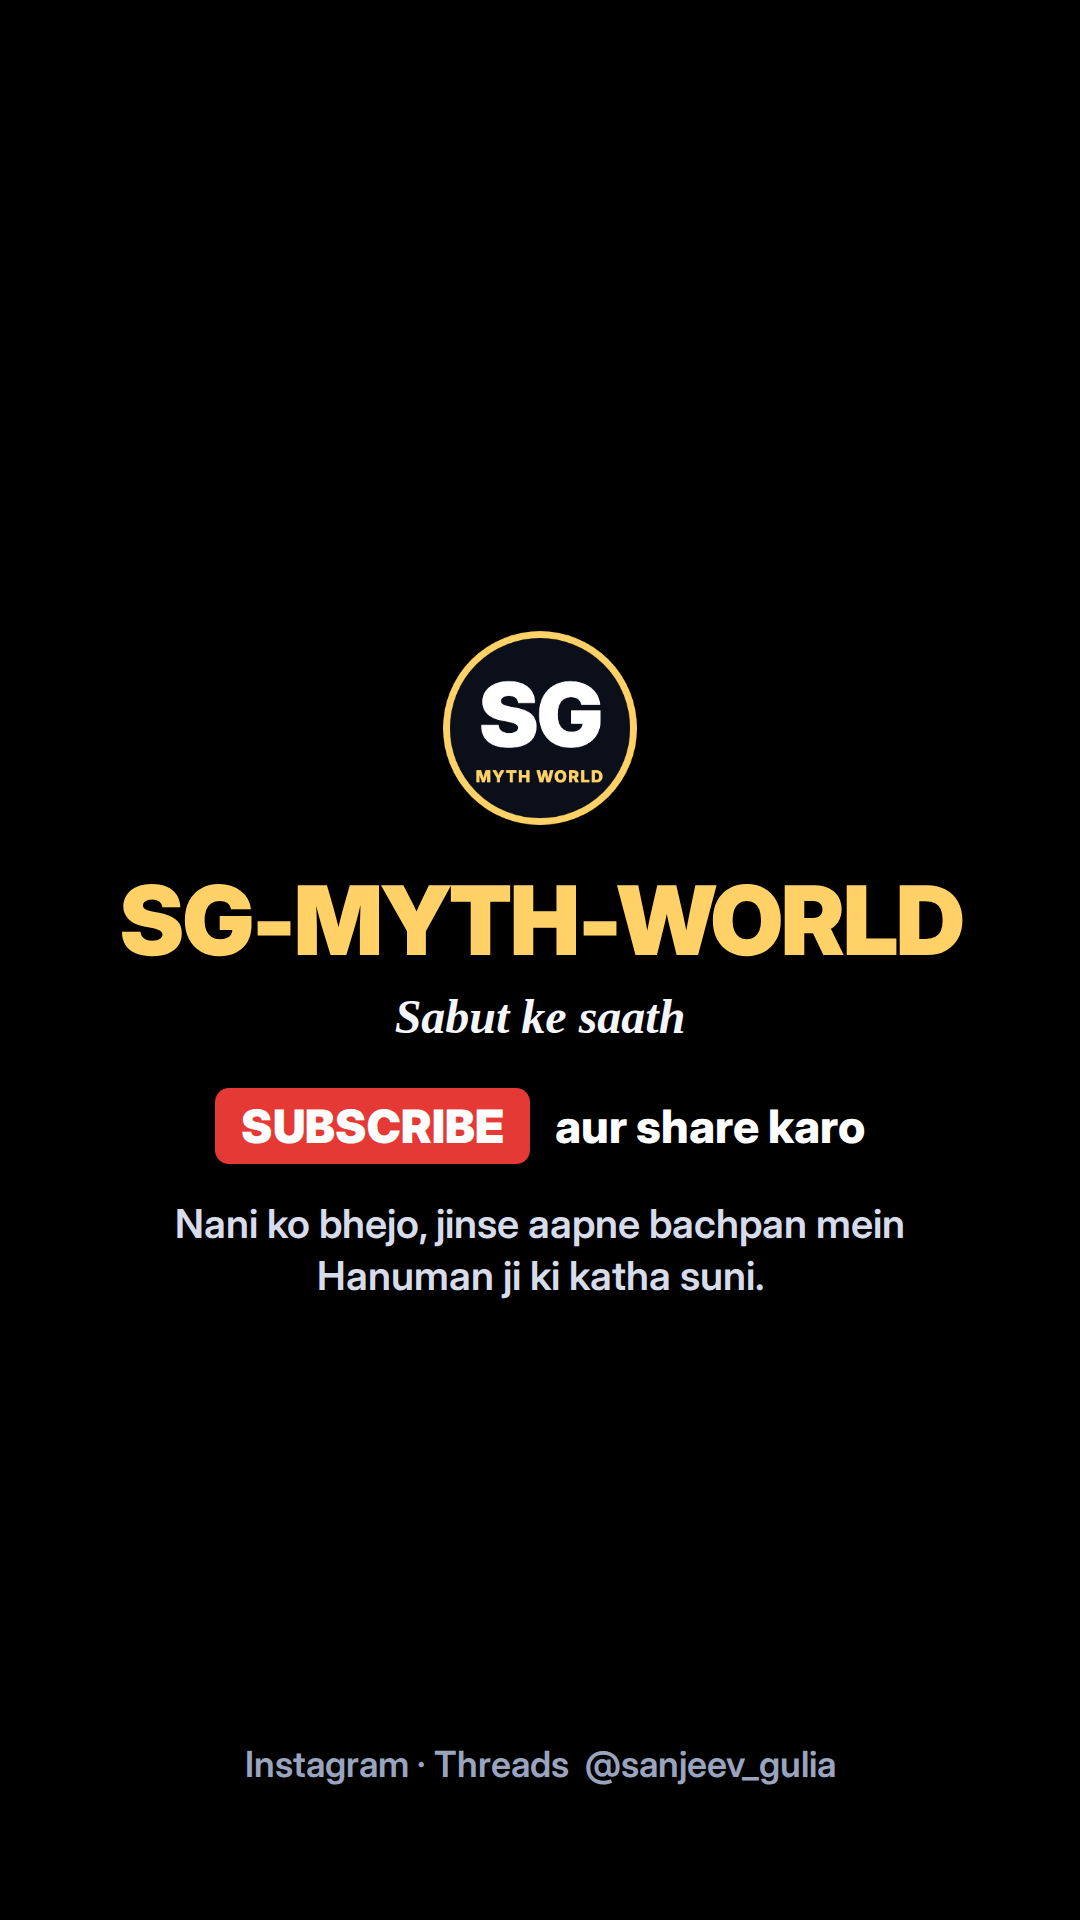 SG
MYTH WORLD
SG-MYTH-WORLD
Sabut ke saath
SUBSCRIBE aur share karo
Nani ko bhejo, jinse aapne bachpan mein
Hanuman ji ki katha suni.
Instagram · Threads @sanjeev_gulia